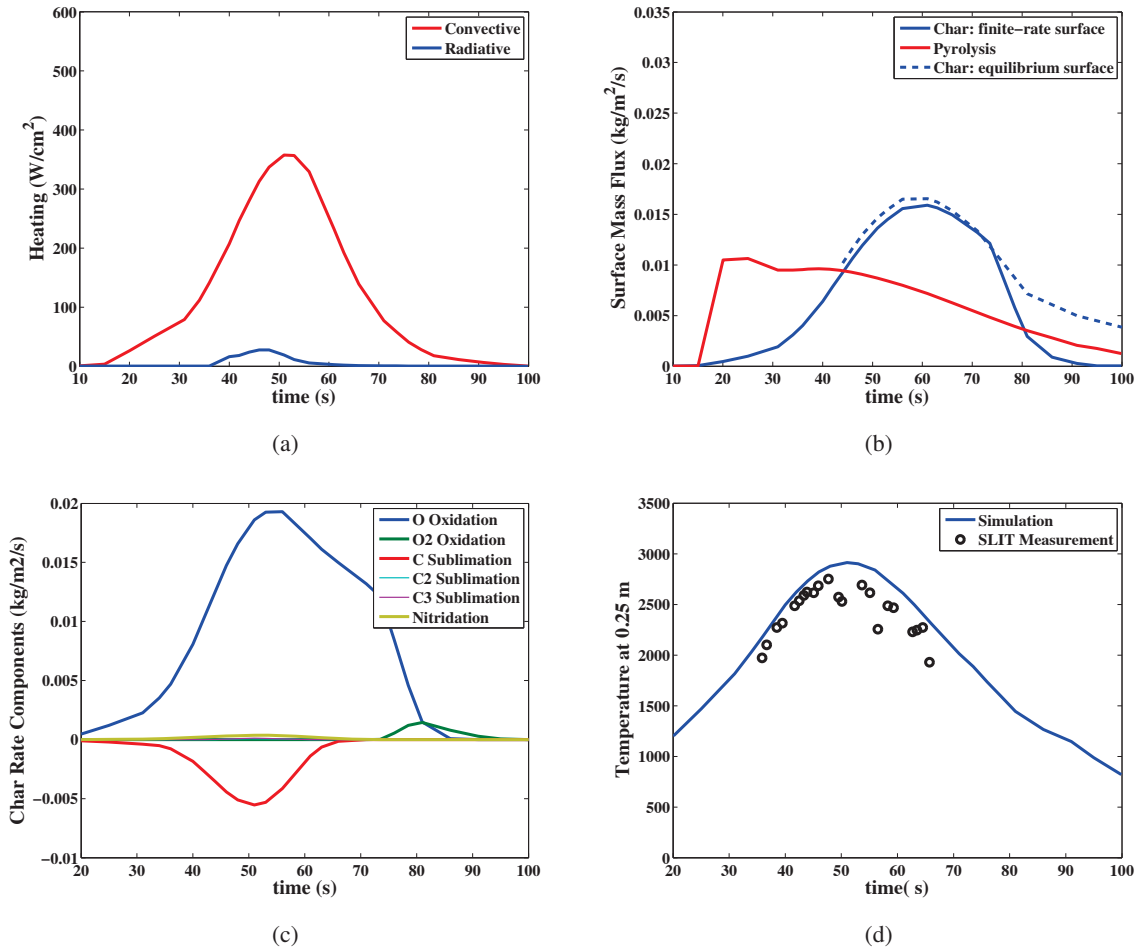 600
500
400
300
200
100
0
10 20 30 40 50 60 70 80 90 100
Heating (W/cm2)
time (s)
Convective
Radiative
(a)
0.035
0.03
0.025
0.02
0.015
0.01
0.005
0
10 20 30 40 50 60 70 80 90 100
Surface Mass Flux (kg/m2/s)
time (s)
Char: finite−rate surface
Pyrolysis
Char: equilibrium surface
(b)
0.02
0.015
0.01
0.005
0
−0.005
−0.01
20 30 40 50 60 70 80 90 100
Char Rate Components (kg/m2/s)
time (s)
O Oxidation
O2 Oxidation
C Sublimation
C2 Sublimation
C3 Sublimation
Nitridation
(c)
3500
3000
2500
2000
1500
1000
500
0
20 30 40 50 60 70 80 90 100
Temperature at 0.25 m
time( s)
Simulation
SLIT Measurement
(d)